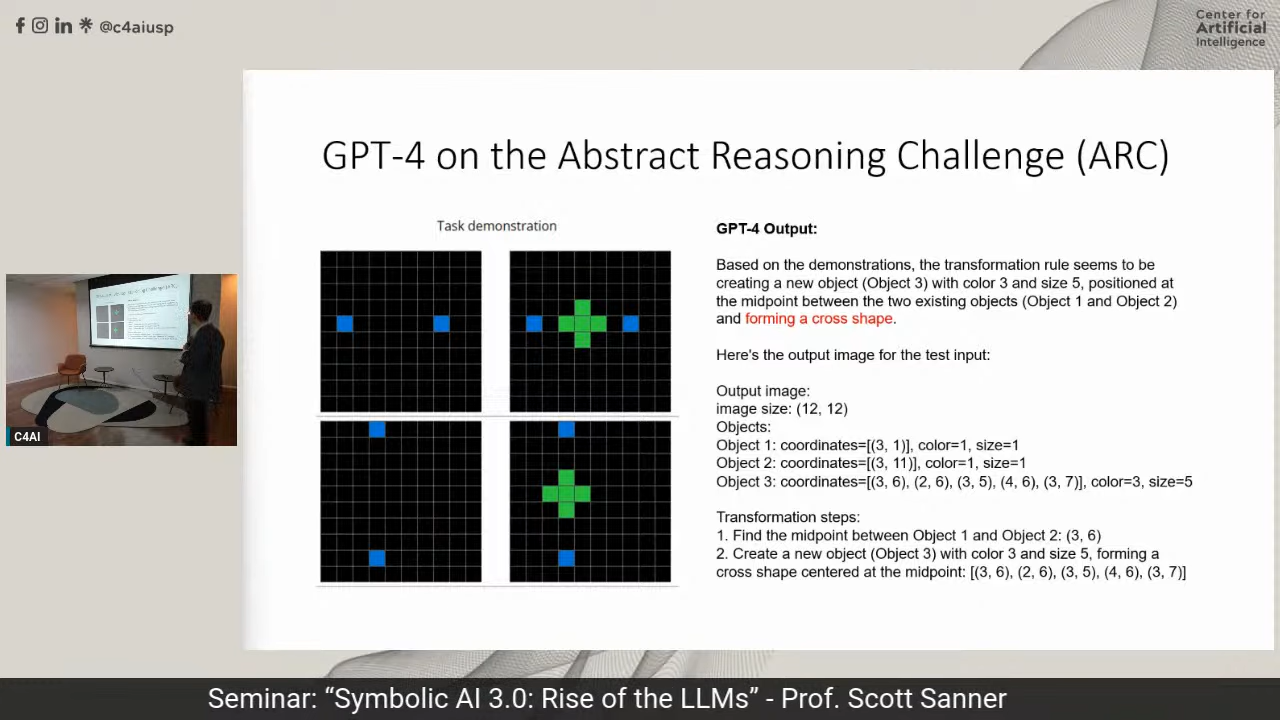 @c4aiusp
Center for
Artificial
Intelligence
GPT-4 on the Abstract Reasoning Challenge (ARC)
Task demonstration
GPT-4 Output:
Based on the demonstrations, the transformation rule seems to be
creating a new object (Object 3) with color 3 and size 5, positioned at
the midpoint between the two existing objects (Object 1 and Object 2)
and forming a cross shape.
Here's the output image for the test input:
Output image:
image size: (12, 12)
Objects:
Object 1: coordinates=[(3, 1)], color=1, size=1
Object 2: coordinates=[(3, 11)], color=1, size=1
Object 3: coordinates=[(3, 6), (2, 6), (3, 5), (4, 6), (3, 7)], color=3, size=5
Transformation steps:
1. Find the midpoint between Object 1 and Object 2: (3, 6)
2. Create a new object (Object 3) with color 3 and size 5, forming a
cross shape centered at the midpoint: [(3, 6), (2, 6), (3, 5), (4, 6), (3, 7)]
C4AI
Seminar: “Symbolic AI 3.0: Rise of the LLMs” - Prof. Scott Sanner